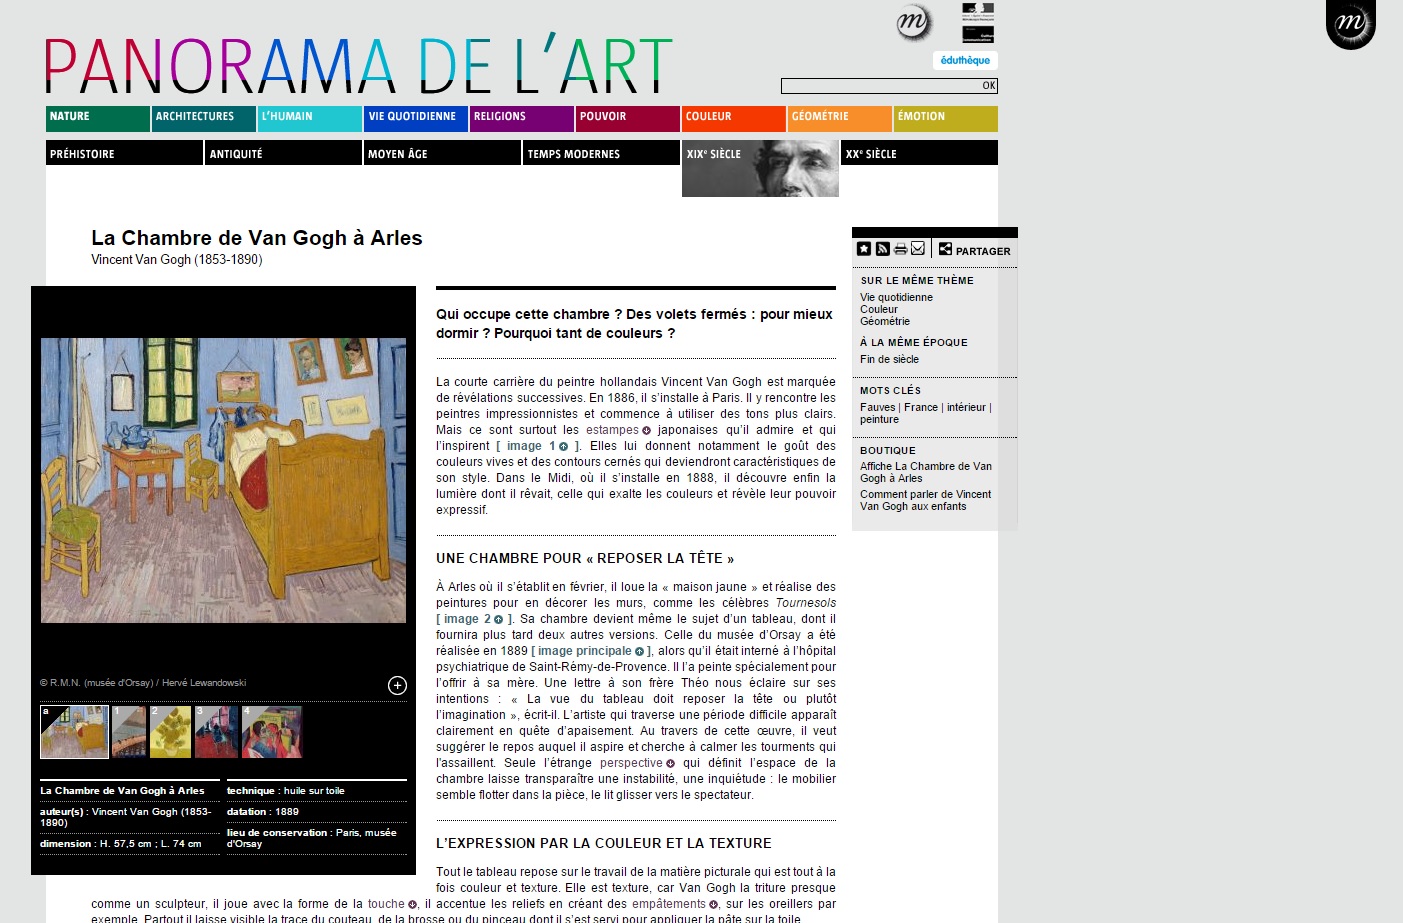 PANORAMA DE L'ART
m
m
éduthèque
OK
NATURE
ARCHITECTURES
L'HUMAIN
VIE QUOTIDIENNE
RELIGIONS
POUVOIR
COULEUR
GÉOMÉTRIE
ÉMOTION
PRÉHISTOIRE
ANTIQUITÉ
MOYEN ÂGE
TEMPS MODERNES
XIXe SIÈCLE
XXe SIÈCLE
La Chambre de Van Gogh à Arles
Vincent Van Gogh (1853-1890)
© R.M.N. (musée d'Orsay) / Hervé Lewandowski
a
1
2
3
4
La Chambre de Van Gogh à Arles
auteur(s) : Vincent Van Gogh (1853-
1890)
dimension : H. 57,5 cm ; L. 74 cm
technique : huile sur toile
datation : 1889
lieu de conservation : Paris, musée
d'Orsay
Qui occupe cette chambre ? Des volets fermés : pour mieux
dormir ? Pourquoi tant de couleurs ?
La courte carrière du peintre hollandais Vincent Van Gogh est marquée
de révélations successives. En 1886, il s'installe à Paris. Il y rencontre les
peintres impressionnistes et commence à utiliser des tons plus clairs.
Mais ce sont surtout les estampes japonaises qu'il admire et qui
l'inspirent [ image 1 ]. Elles lui donnent notamment le goût des
couleurs vives et des contours cernés qui deviendront caractéristiques de
son style. Dans le Midi, où il s'installe en 1888, il découvre enfin la
lumière dont il rêvait, celle qui exalte les couleurs et révèle leur pouvoir
expressif.
UNE CHAMBRE POUR « REPOSER LA TÊTE »
À Arles où il s'établit en février, il loue la « maison jaune » et réalise des
peintures pour en décorer les murs, comme les célèbres Tournesols
[ image 2 ]. Sa chambre devient même le sujet d'un tableau, dont il
fournira plus tard deux autres versions. Celle du musée d'Orsay a été
réalisée en 1889 [ image principale ], alors qu'il était interné à l'hôpital
psychiatrique de Saint-Rémy-de-Provence. Il l'a peinte spécialement pour
l'offrir à sa mère. Une lettre à son frère Théo nous éclaire sur ses
intentions : « La vue du tableau doit reposer la tête ou plutôt
l'imagination », écrit-il. L'artiste qui traverse une période difficile apparaît
clairement en quête d'apaisement. Au travers de cette œuvre, il veut
suggérer le repos auquel il aspire et cherche à calmer les tourments qui
l'assaillent. Seule l'étrange perspective qui définit l'espace de la
chambre laisse transparaître une instabilité, une inquiétude : le mobilier
semble flotter dans la pièce, le lit glisser vers le spectateur.
L'EXPRESSION PAR LA COULEUR ET LA TEXTURE
Tout le tableau repose sur le travail de la matière picturale qui est tout à la
fois couleur et texture. Elle est texture, car Van Gogh la triture presque
comme un sculpteur, il joue avec la forme de la touche, il accentue les reliefs en créant des empâtements, sur les oreillers par
exemple. Partout il laisse visible la trace du couteau, de la brosse ou du pinceau dont il s'est servi pour appliquer la pâte sur la toile.
PARTAGER
SUR LE MÊME THÈME
Vie quotidienne
Couleur
Géométrie
À LA MÊME ÉPOQUE
Fin de siècle
MOTS CLÉS
Fauves | France | intérieur |
peinture
BOUTIQUE
Affiche La Chambre de Van
Gogh à Arles
Comment parler de Vincent
Van Gogh aux enfants